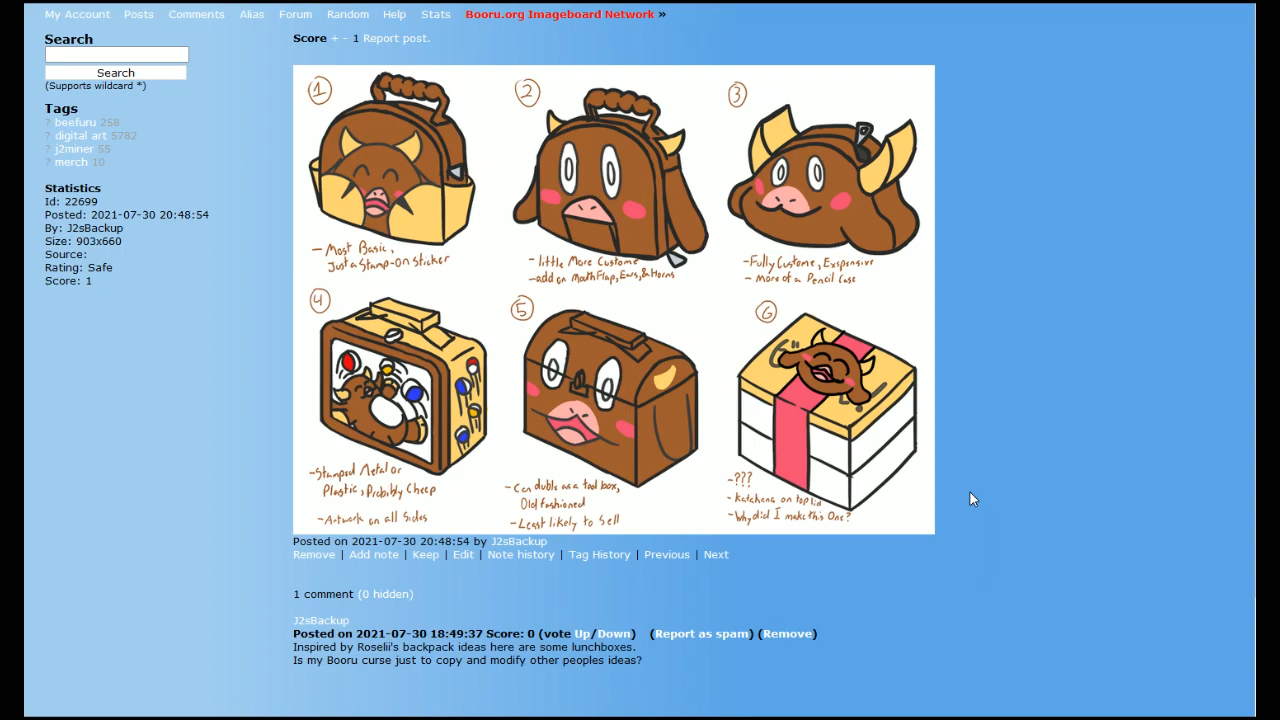 My Account Posts Comments Alias Forum Random Help Stats Booru.org Imageboard Network »
Search
Search
(Supports wildcard *)
Tags
? beefuru 258
? digital art 5782
? j2miner 55
? merch 10
Statistics
Id: 22699
Posted: 2021-07-30 20:48:54
By: J2sBackup
Size: 903x660
Source:
Rating: Safe
Score: 1
Score + - 1 Report post.
1
- Most Basic,
Just a Stamp-On Sticker
2
- little More Custome
- add on Mouth Flap, Ears, & Horns
3
- Fully Custome, Exspensive
- more of a Pencil Case
4
- Stamped Metal or
Plastic, Probibly Cheep
- Artwork on all Sides
5
- Can duble as a tool box,
Old fashioned
- Least likely to Sell
6
- ???
- Katchena on top lid
- Why did I make this One?
Posted on 2021-07-30 20:48:54 by J2sBackup
Remove | Add note | Keep | Edit | Note history | Tag History | Previous | Next
1 comment (0 hidden)
J2sBackup
Posted on 2021-07-30 18:49:37 Score: 0 (vote Up/Down) (Report as spam) (Remove)
Inspired by Roselii's backpack ideas here are some lunchboxes.
Is my Booru curse just to copy and modify other peoples ideas?